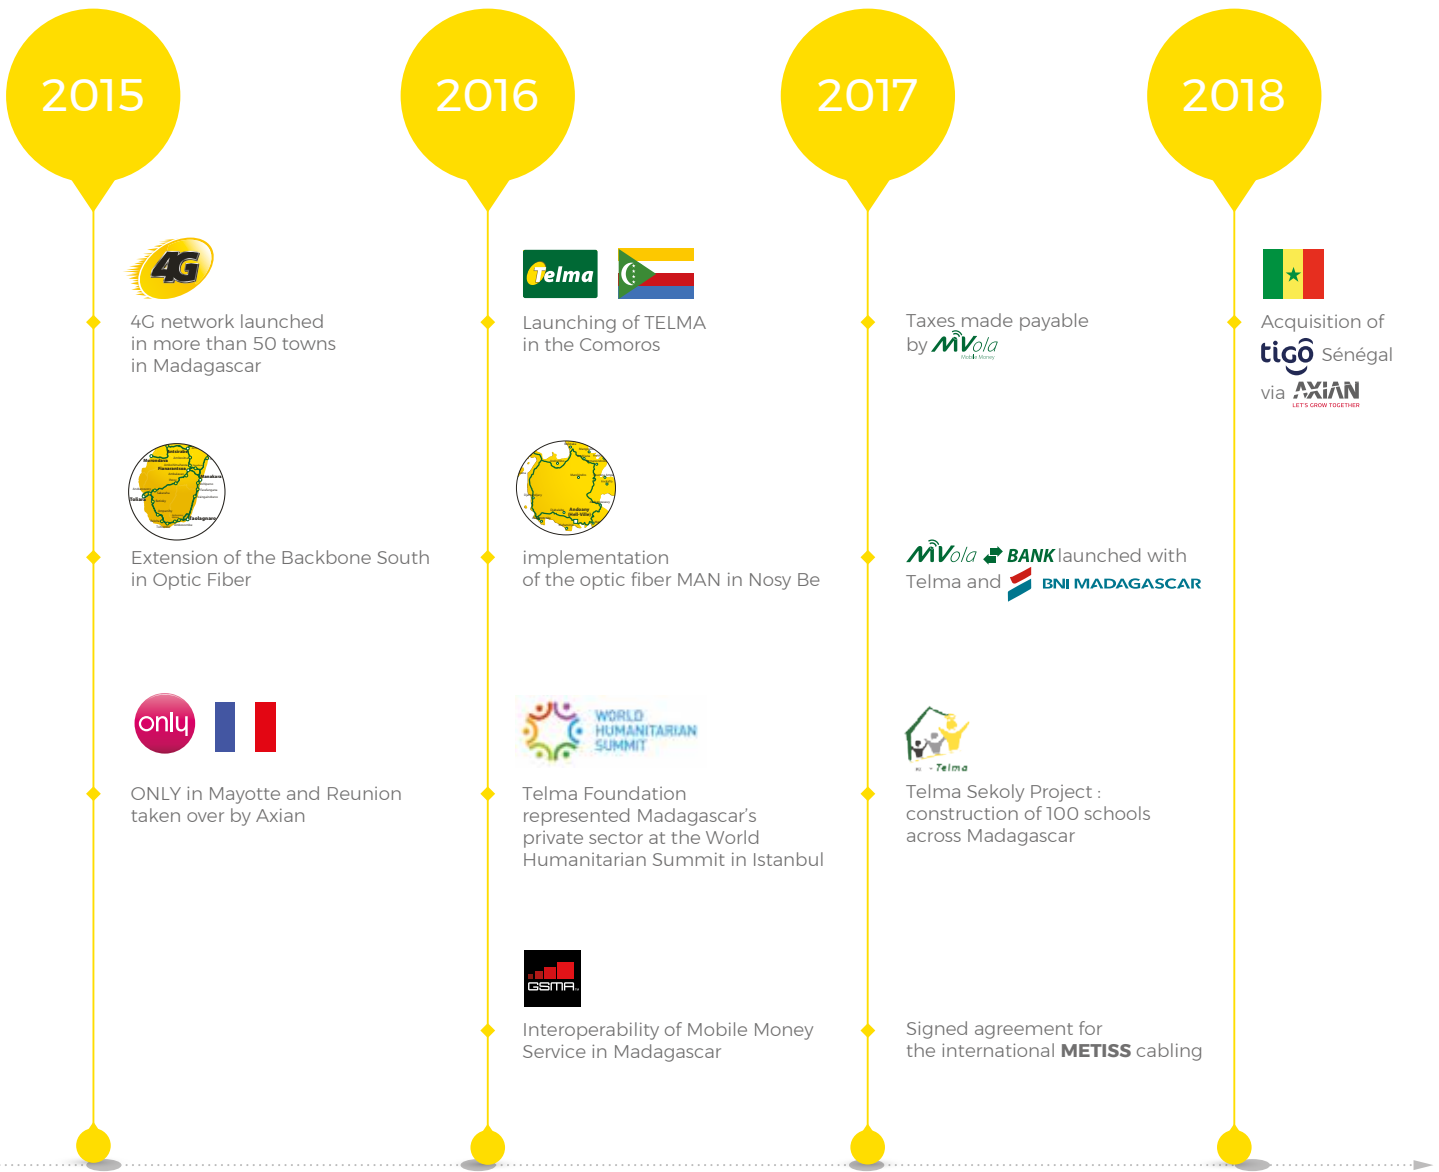 2015
4G
4G network launched
in more than 50 towns
in Madagascar
Extension of the Backbone South
in Optic Fiber
only
ONLY in Mayotte and Reunion
taken over by Axian
2016
Telma
Launching of TELMA
in the Comoros
implementation
of the optic fiber MAN in Nosy Be
WORLD
HUMANITARIAN
SUMMIT
Telma Foundation
represented Madagascar's
private sector at the World
Humanitarian Summit in Istanbul
GSMA
Interoperability of Mobile Money
Service in Madagascar
2017
Taxes made payable
by MVola
Mobile Money
MVola BANK launched with
Telma and BNI MADAGASCAR
Telma
Telma Sekoly Project :
construction of 100 schools
across Madagascar
Signed agreement for
the international METISS cabling
2018
Acquisition of
tigo Sénégal
via AXIAN
LET'S GROW TOGETHER